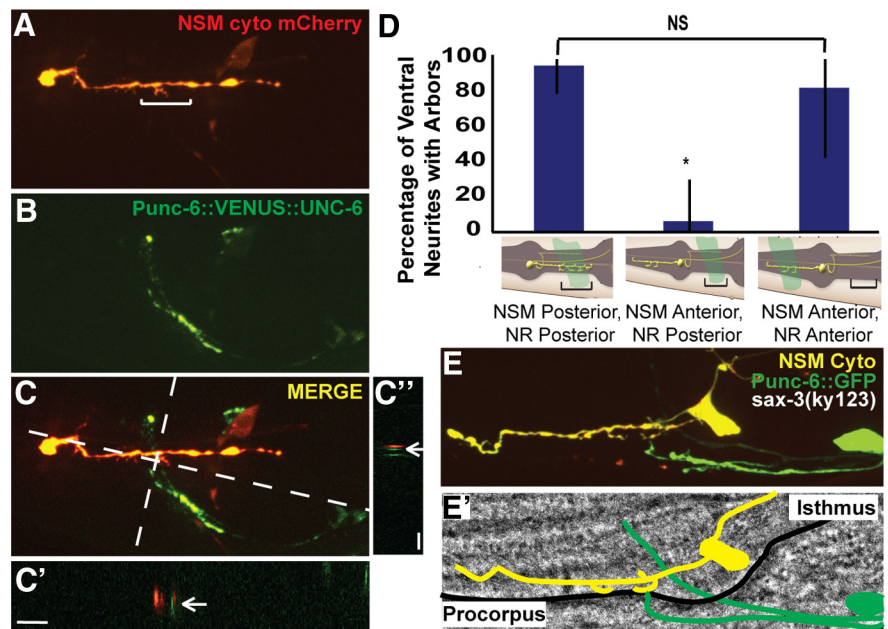 A
NSM cyto mCherry
B
Punc-6::VENUS::UNC-6
C
MERGE
C''
C'
D
NS
Percentage of Ventral
Neurites with Arbors
100
80
60
40
20
0
*
NSM Posterior,
NR Posterior
NSM Anterior,
NR Posterior
NSM Anterior,
NR Anterior
E
NSM Cyto
Punc-6::GFP
sax-3(ky123)
E'
Isthmus
Procorpus